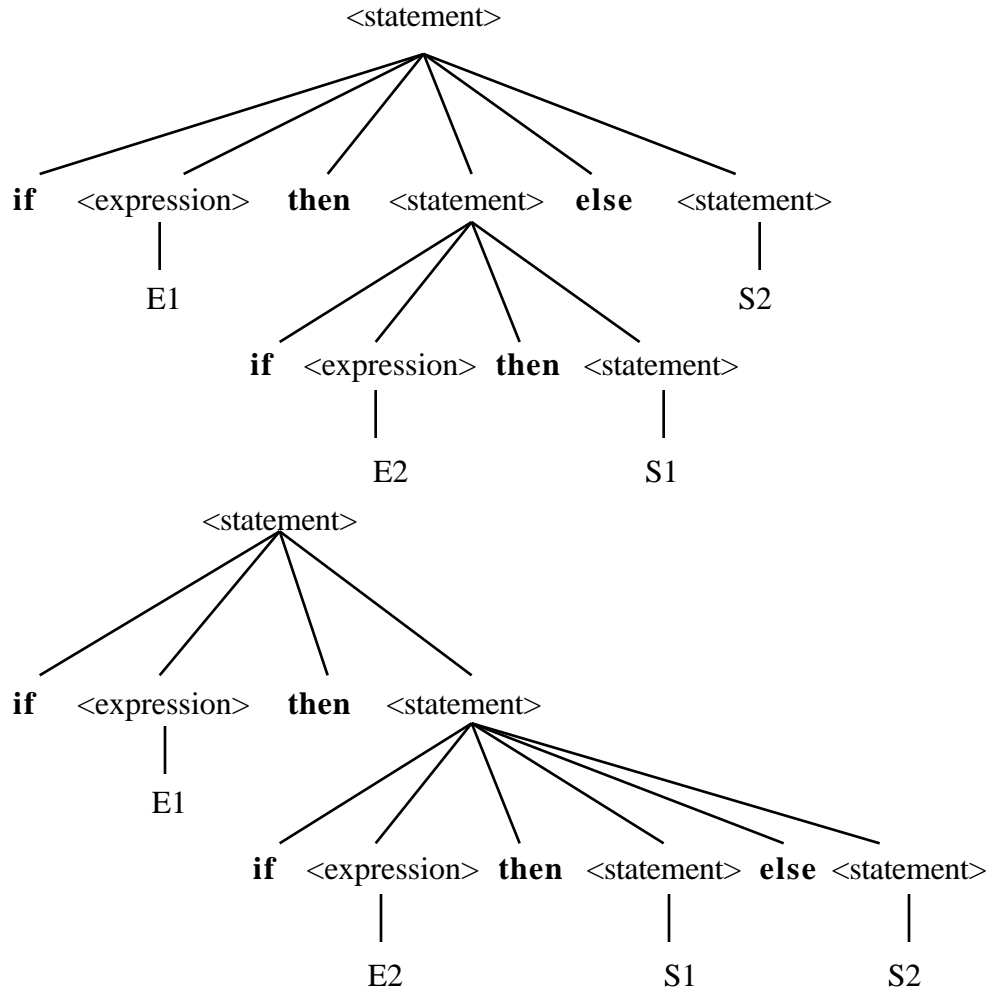 <statement>
if <expression> then <statement> else <statement>
E1 S2
if <expression> then <statement>
E2 S1
<statement>
if <expression> then <statement>
E1
if <expression> then <statement> else <statement>
E2 S1 S2